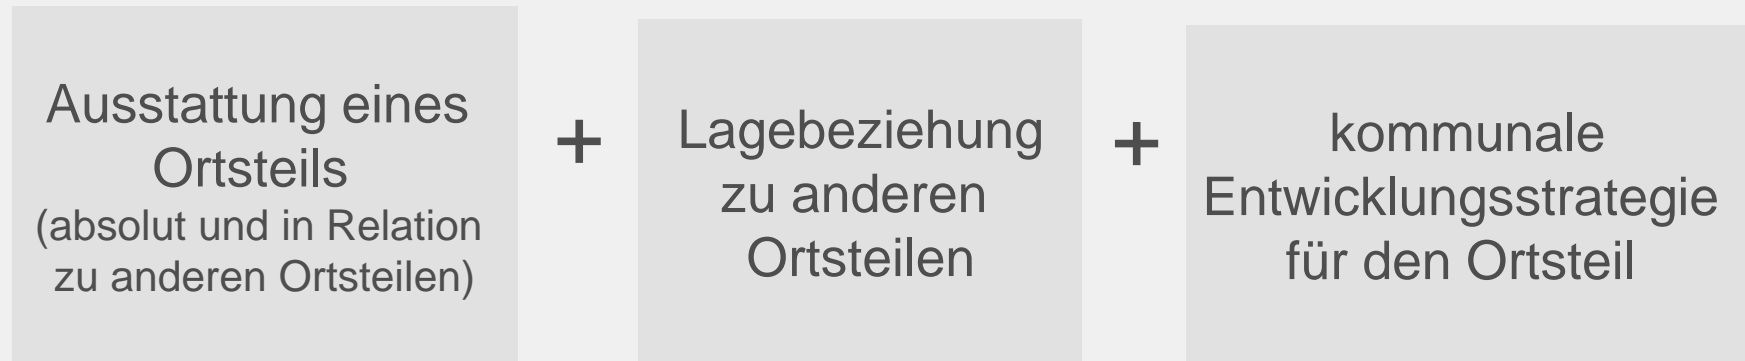 Ausstattung eines
Ortsteils
(absolut und in Relation
zu anderen Ortsteilen)
+
Lagebeziehung
zu anderen
Ortsteilen
+
kommunale
Entwicklungsstrategie
für den Ortsteil